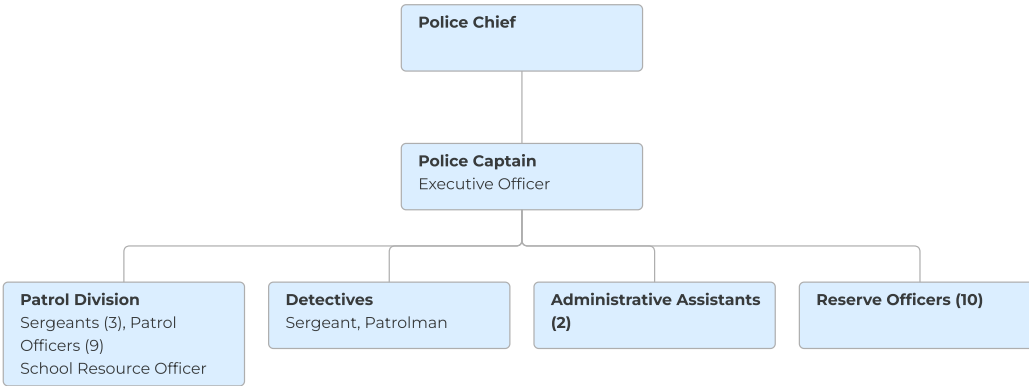 Police Chief
Police Captain
Executive Officer
Patrol Division
Sergeants (3), Patrol
Officers (9)
School Resource Officer
Detectives
Sergeant, Patrolman
Administrative Assistants
(2)
Reserve Officers (10)